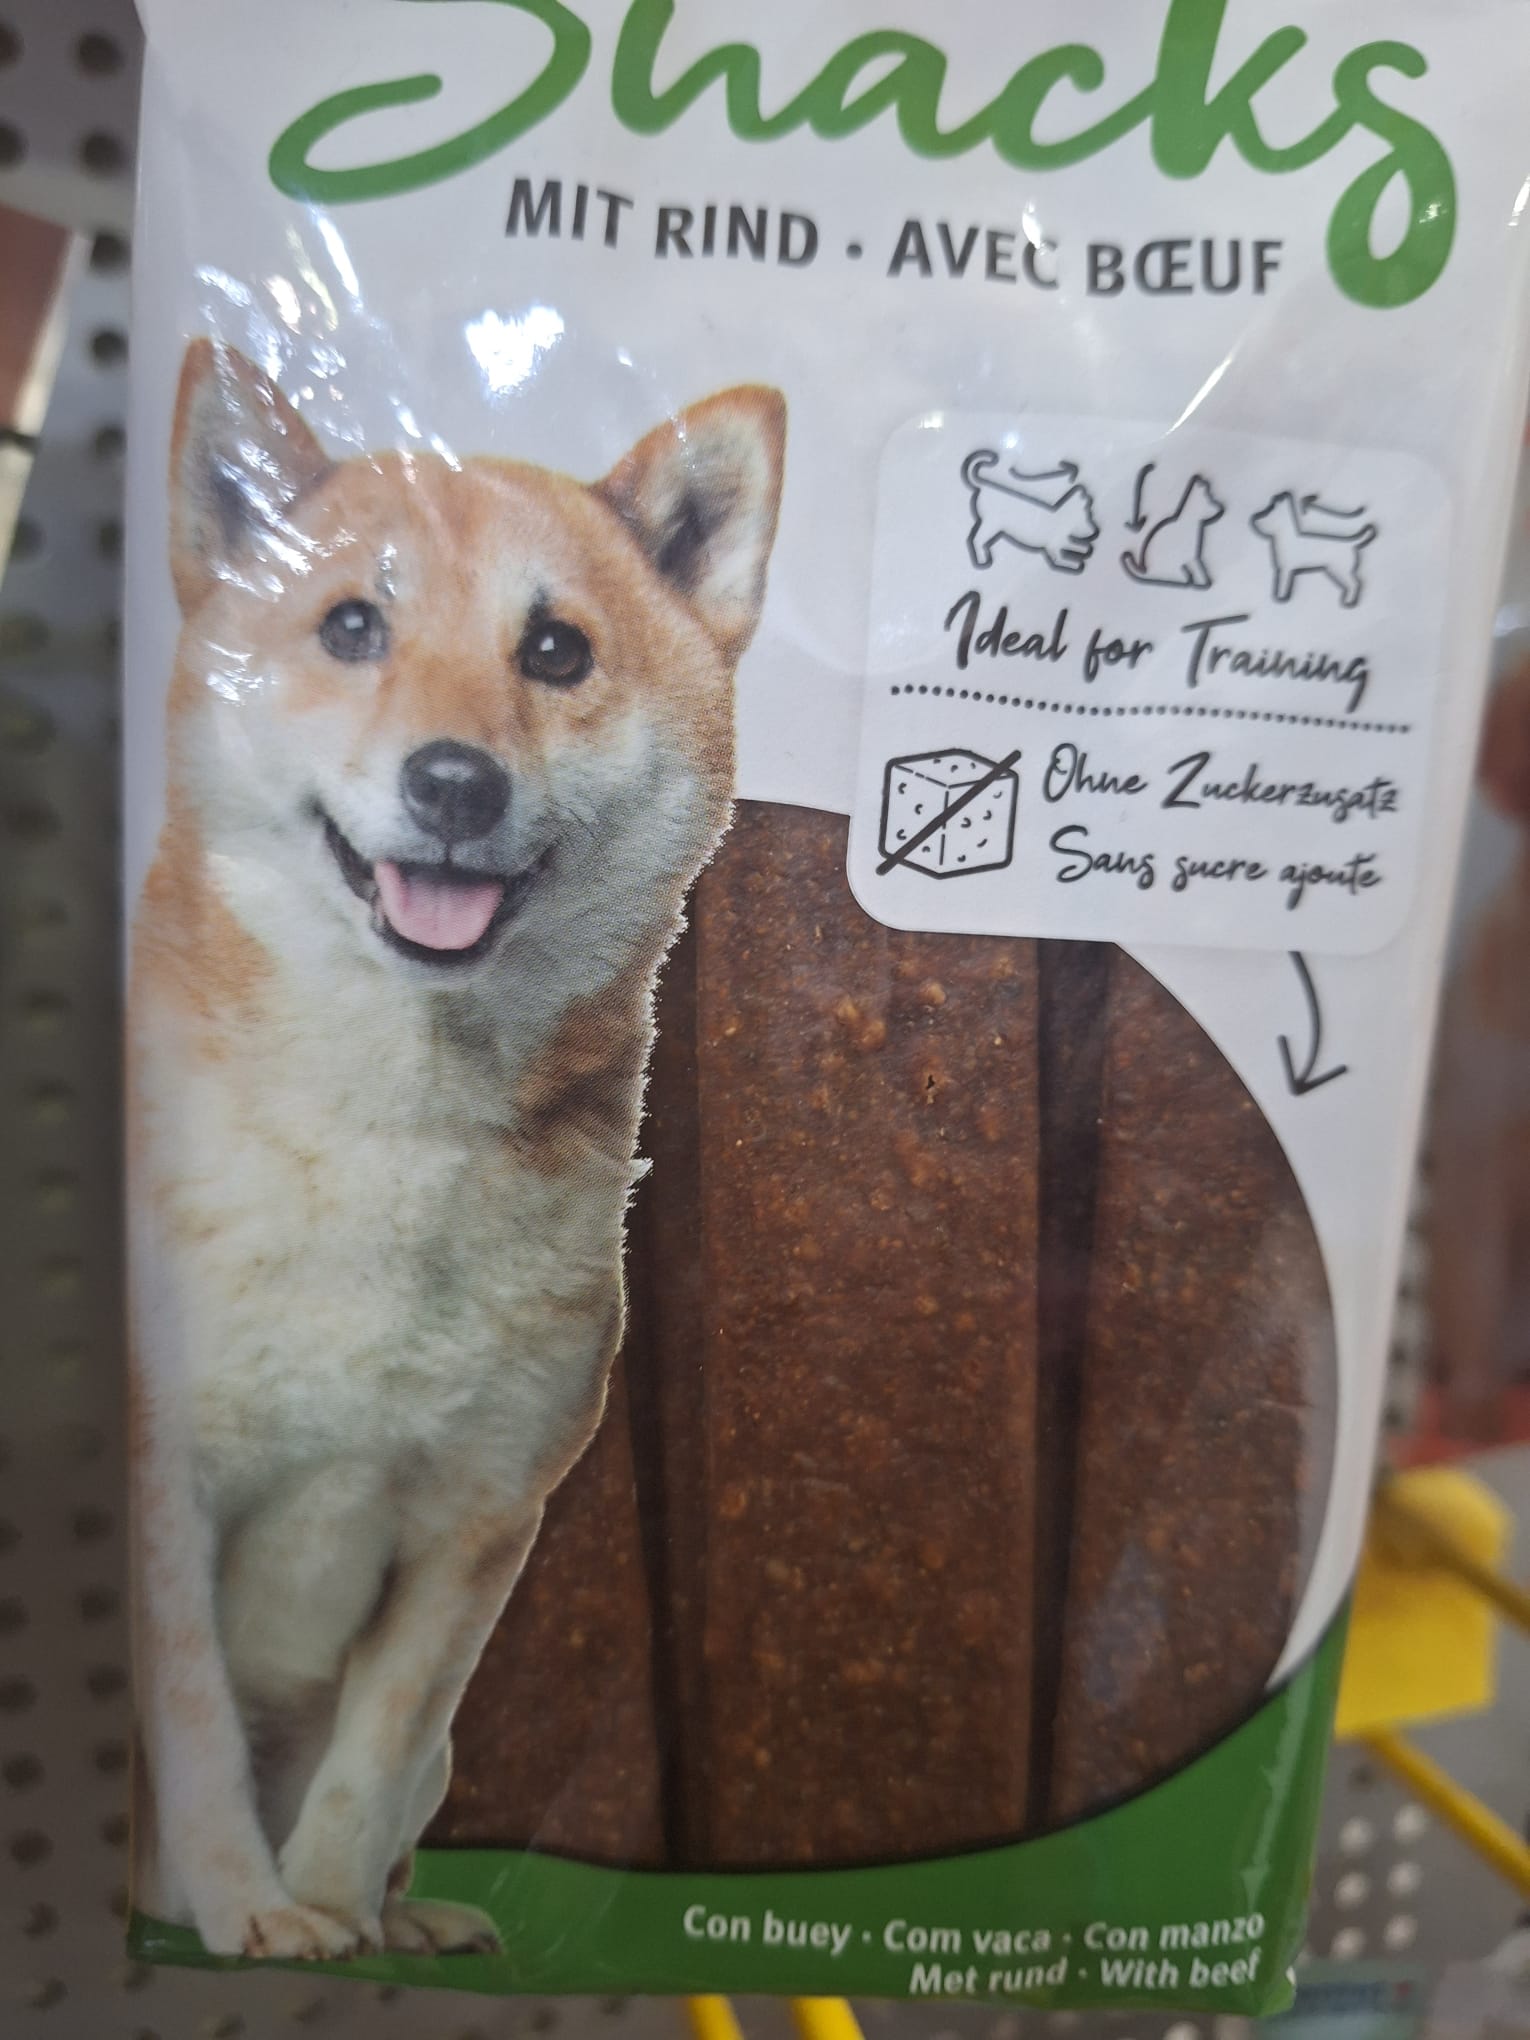 Snacks
MIT RIND · AVEC BŒUF
Ideal for Training
Ohne Zuckerzusatz
Sans sucre ajouté
Con buey · Com vaca · Con manzo
Met rund · With beef